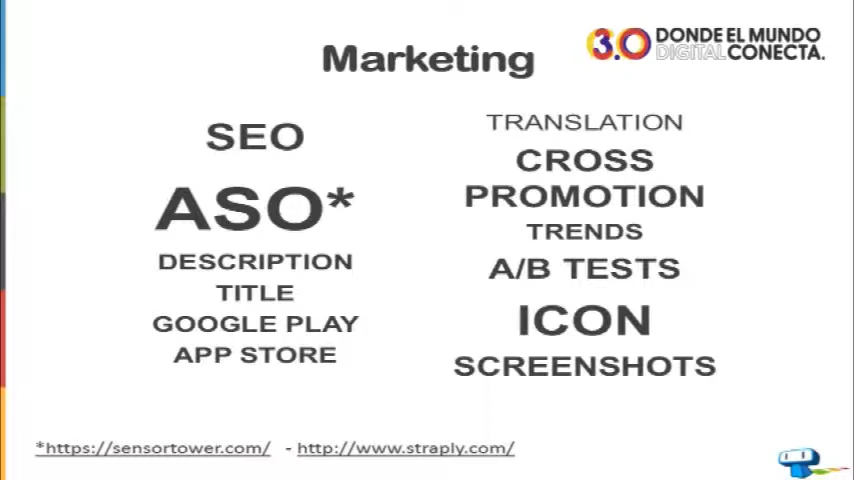 Marketing
3.0 DONDE EL MUNDO
DIGITAL CONECTA.
SEO
ASO*
DESCRIPTION
TITLE
GOOGLE PLAY
APP STORE
TRANSLATION
CROSS
PROMOTION
TRENDS
A/B TESTS
ICON
SCREENSHOTS
*https://sensortower.com/ - http://www.straply.com/